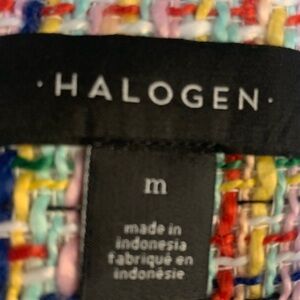 ·HALOGEN·
m
made in
indonesia
fabriqué en
indonésie